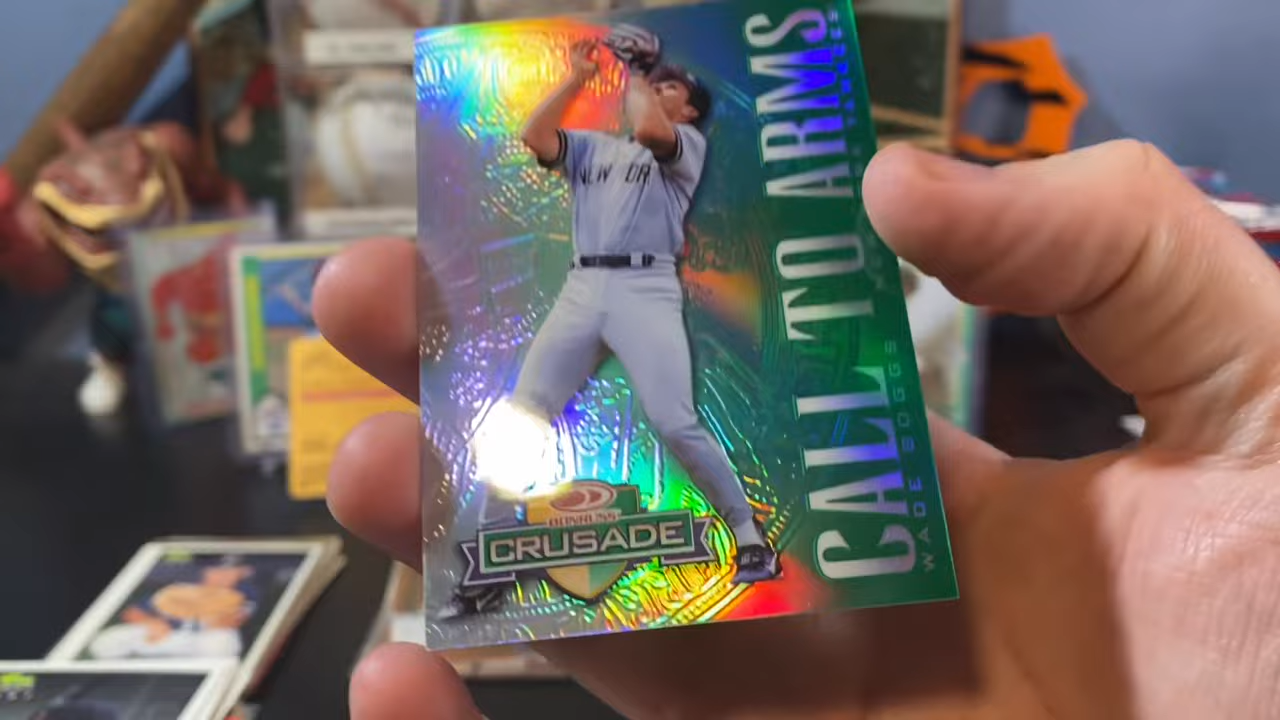 NEW YOR
CALL TO ARMS
WADE BOGGS
DONRUSS
CRUSADE